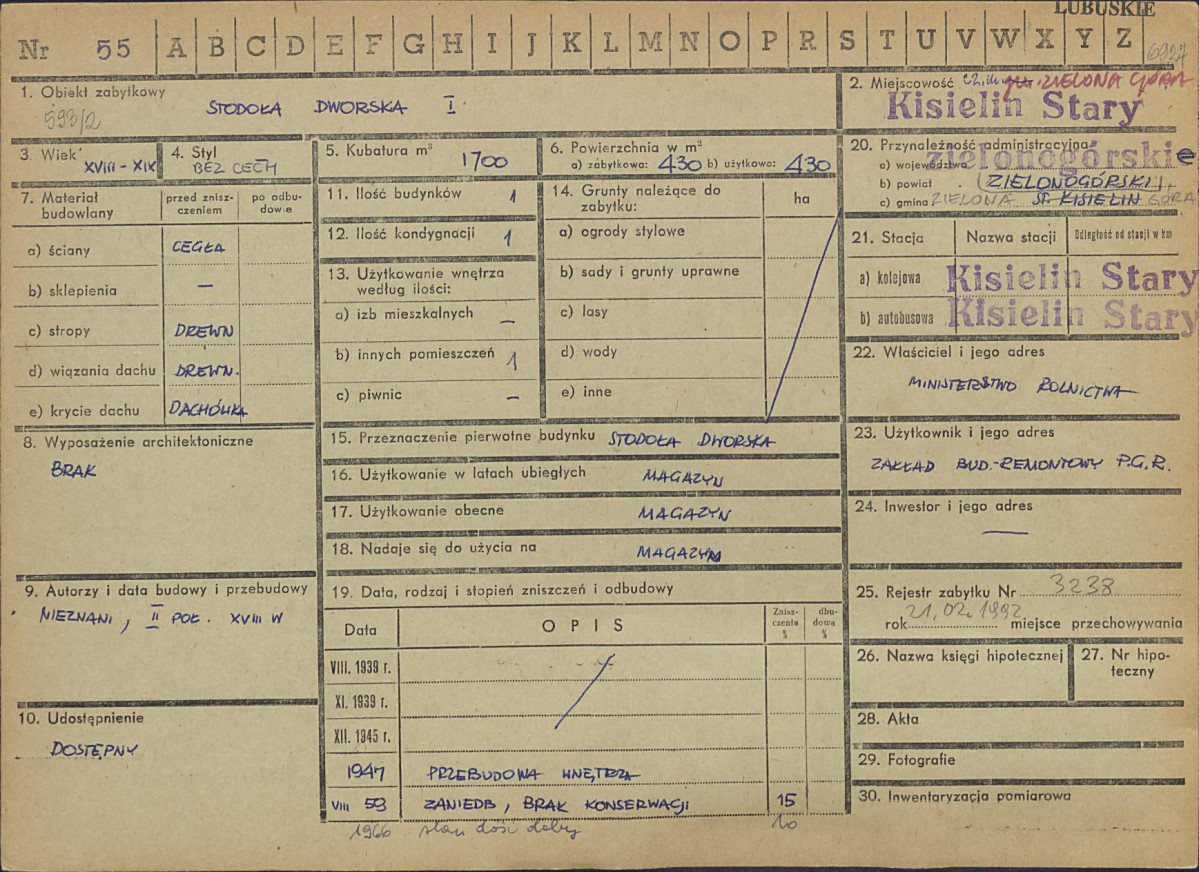 LUBUSKIE
Nr 55 A B C D E F G H I J K L M N O P R S T U V W X Y Z
6927
1. Obiekt zabytkowy
593/2
STODOŁA DWORSKA I
2. Miejscowość ZIELONA GÓRA
Kisielin Stary
3. Wiek XVIII - XIX
4. Styl
BEZ CECH
5. Kubatura m³ 1700
6. Powierzchnia w m²
a) zabytkowa: 430 b) użytkowa: 430
20. Przynależność administracyjna
a) województwo zielonogórskie
b) powiat (ZIELONOGÓRSKI)
c) gmina ZIELONA ST. KISIELIN GÓRA
7. Materiał budowlany
przed zniszczeniem
po odbudowie
a) ściany CEGŁA
b) sklepienia —
c) stropy DREWN
d) wiązania dachu DREWN.
e) krycie dachu DACHÓWKA
11. Ilość budynków 1
12. Ilość kondygnacji 1
13. Użytkowanie wnętrza
według ilości:
a) izb mieszkalnych —
b) innych pomieszczeń 1
c) piwnic —
14. Grunty należące do
zabytku:
ha
a) ogrody stylowe
b) sady i grunty uprawne
c) lasy
d) wody
e) inne
21. Stacja Nazwa stacji Odległość od stacji w km
a) kolejowa Kisielin Stary
b) autobusowa Kisielin Stary
22. Właściciel i jego adres
MINISTERSTWO ROLNICTWA
8. Wyposażenie architektoniczne
BRAK
15. Przeznaczenie pierwotne budynku STODOŁA DWORSKA
16. Użytkowanie w latach ubiegłych MAGAZYN
17. Użytkowanie obecne MAGAZYN
18. Nadaje się do użycia na MAGAZYN
23. Użytkownik i jego adres
ZAKŁAD BUD.-REMONTOWY P.G.R.
24. Inwestor i jego adres
—
9. Autorzy i data budowy i przebudowy
NIEZNANI, II POŁ. XVIII W
10. Udostępnienie
DOSTĘPNY
19. Data, rodzaj i stopień zniszczeń i odbudowy
Data OPIS Zniszczenia % dbudowa %
VIII. 1939 r.
XI. 1939 r.
XII. 1945 r.
1947 PRZEBUDOWA WNĘTRZA
VIII 59 ZANIEDB, BRAK KONSERWACJI 15
1966 stan dość dobry 10
25. Rejestr zabytku Nr 3238
rok 21.02.1992 miejsce przechowywania
26. Nazwa księgi hipotecznej
27. Nr hipoteczny
28. Akta
29. Fotografie
30. Inwentaryzacja pomiarowa